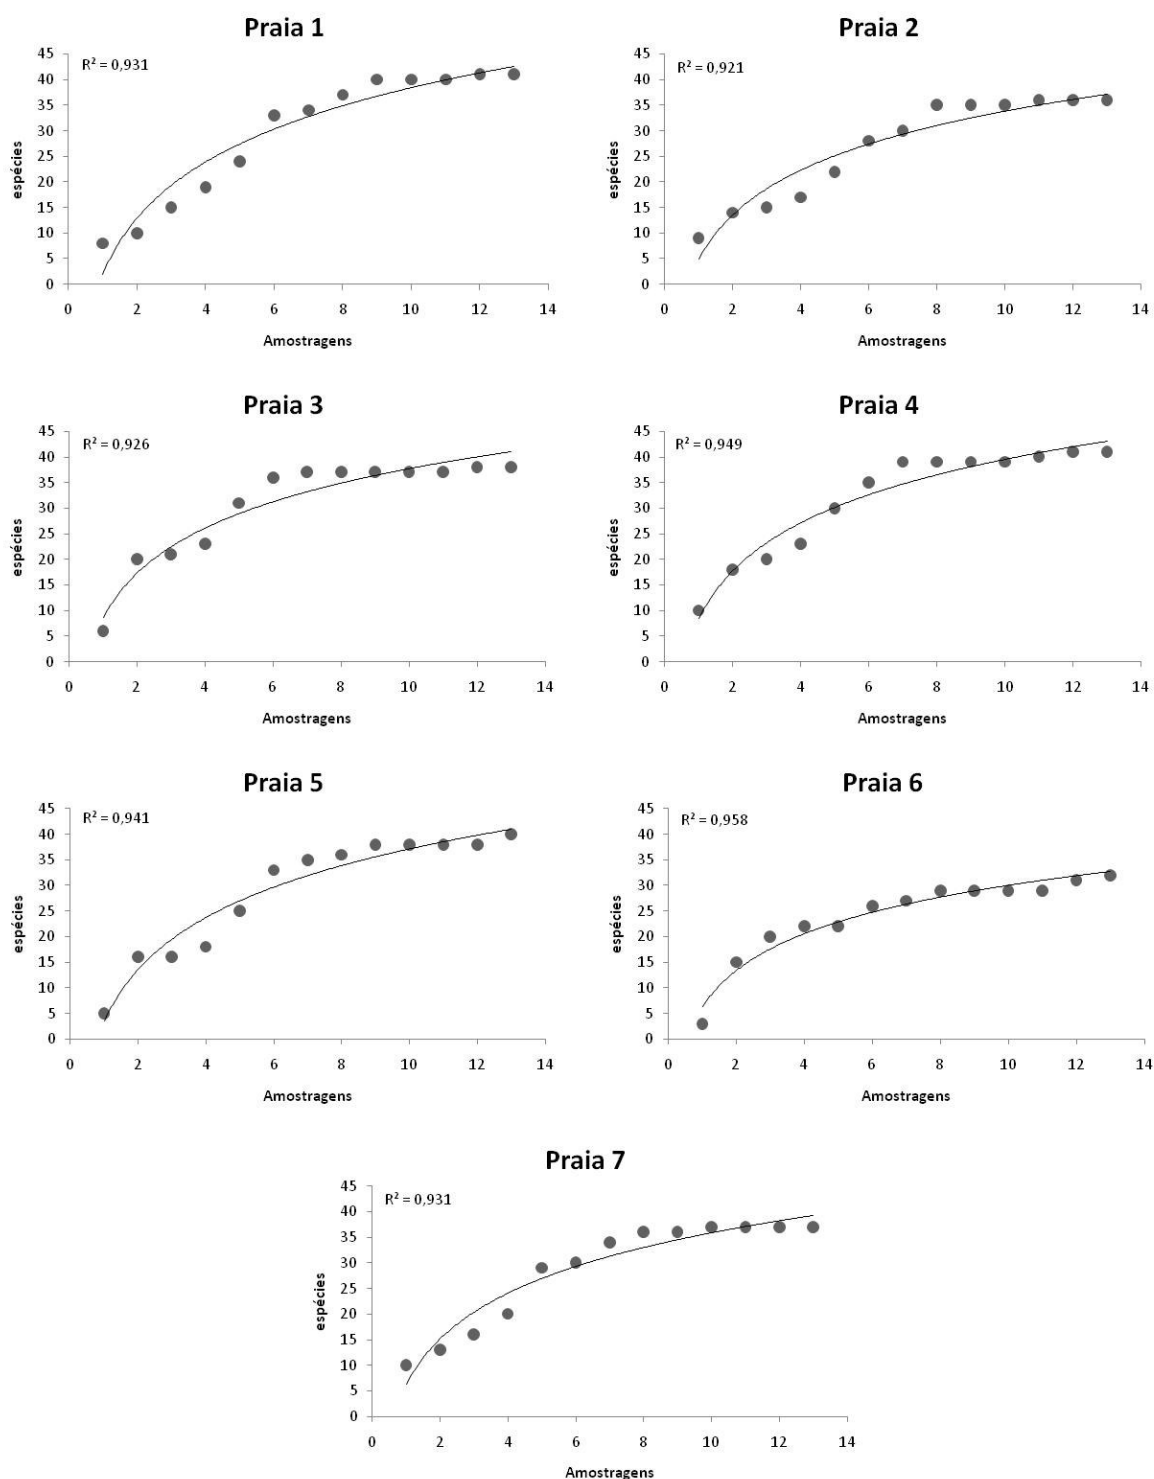 Praia 1
R² = 0,931
45
40
35
30
25
20
15
10
5
0
espécies
0 2 4 6 8 10 12 14
Amostragens
Praia 2
R² = 0,921
45
40
35
30
25
20
15
10
5
0
espécies
0 2 4 6 8 10 12 14
Amostragens
Praia 3
R² = 0,926
45
40
35
30
25
20
15
10
5
0
espécies
0 2 4 6 8 10 12 14
Amostragens
Praia 4
R² = 0,949
45
40
35
30
25
20
15
10
5
0
espécies
0 2 4 6 8 10 12 14
Amostragens
Praia 5
R² = 0,941
45
40
35
30
25
20
15
10
5
0
espécies
0 2 4 6 8 10 12 14
Amostragens
Praia 6
R² = 0,958
45
40
35
30
25
20
15
10
5
0
espécies
0 2 4 6 8 10 12 14
Amostragens
Praia 7
R² = 0,931
45
40
35
30
25
20
15
10
5
0
espécies
0 2 4 6 8 10 12 14
Amostragens